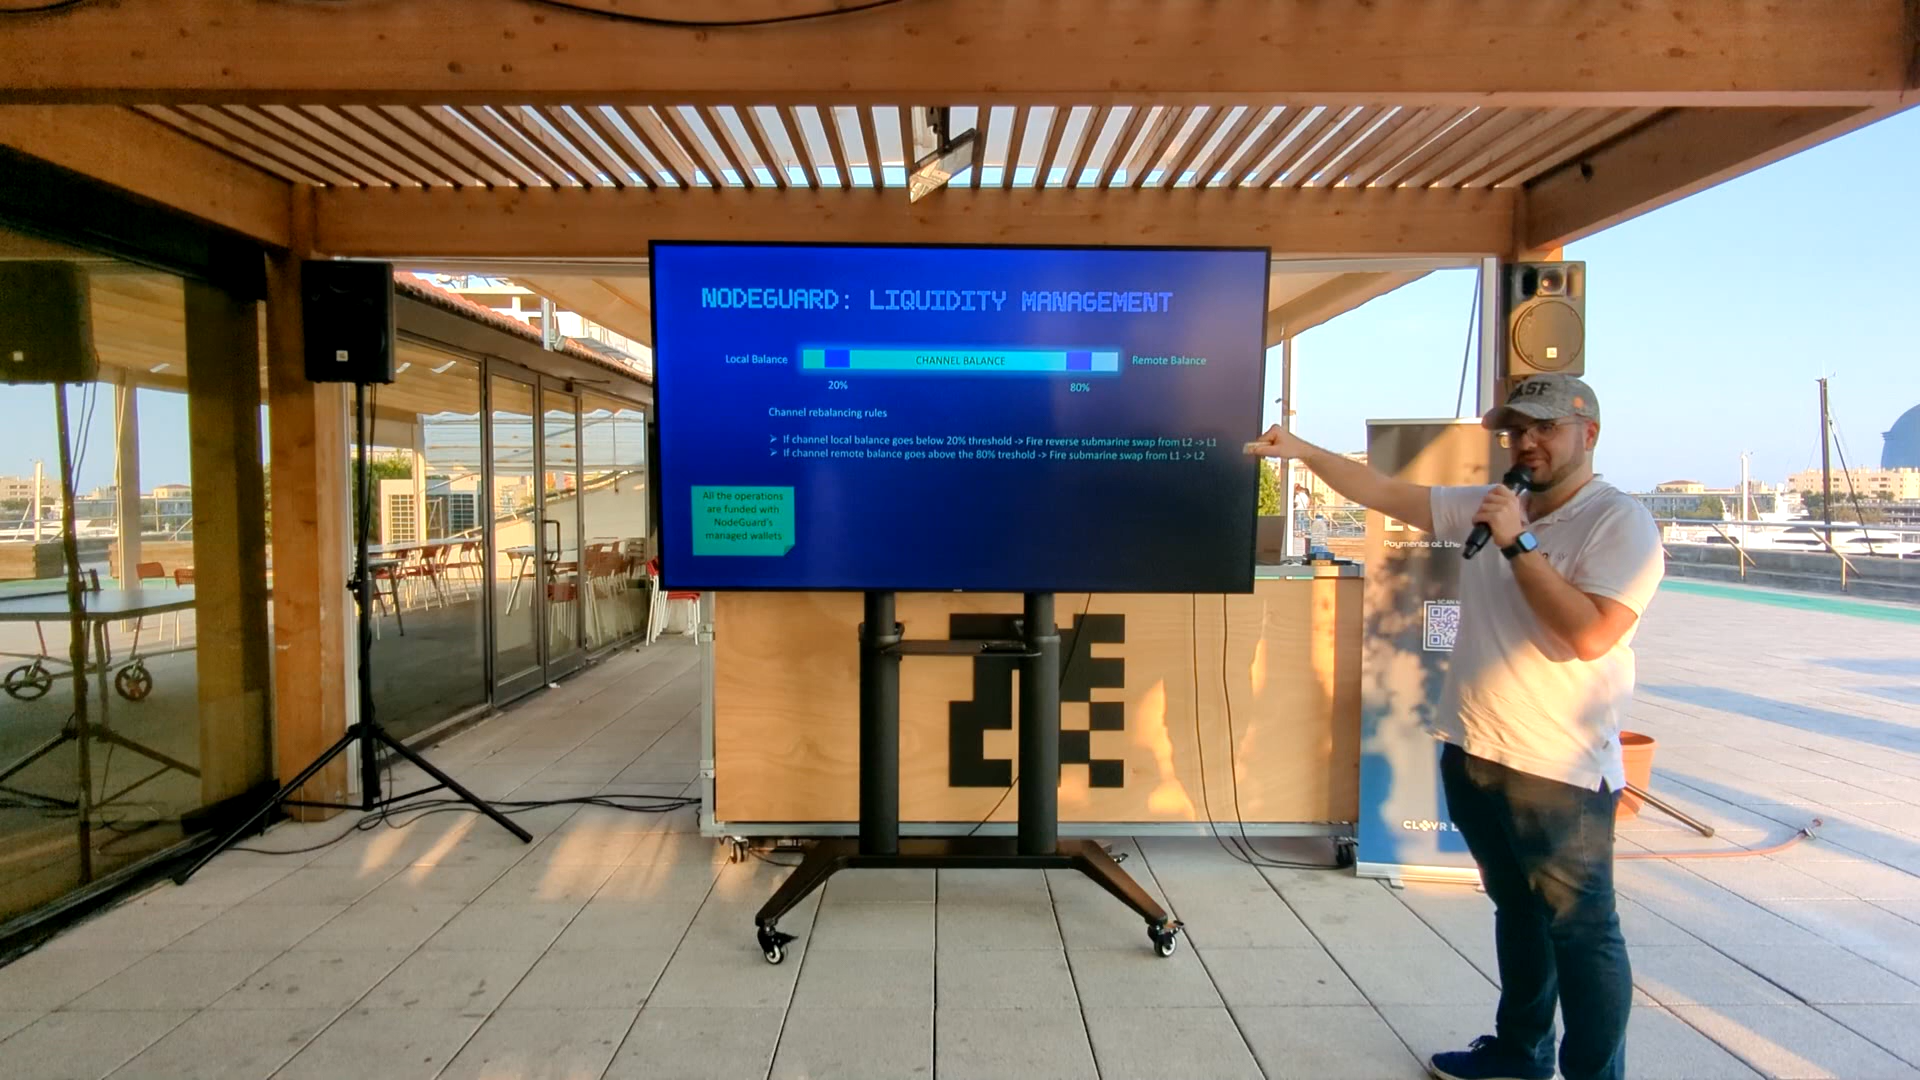 NODEGUARD: LIQUIDITY MANAGEMENT
Local Balance
CHANNEL BALANCE
Remote Balance
20%
80%
Channel rebalancing rules
➢ If channel local balance goes below 20% threshold -> Fire reverse submarine swap from L2 -> L1
➢ If channel remote balance goes above the 80% treshold -> Fire submarine swap from L1 -> L2
All the operations
are funded with
NodeGuard's
managed wallets
Payments at the
SCAN
CLOVR L